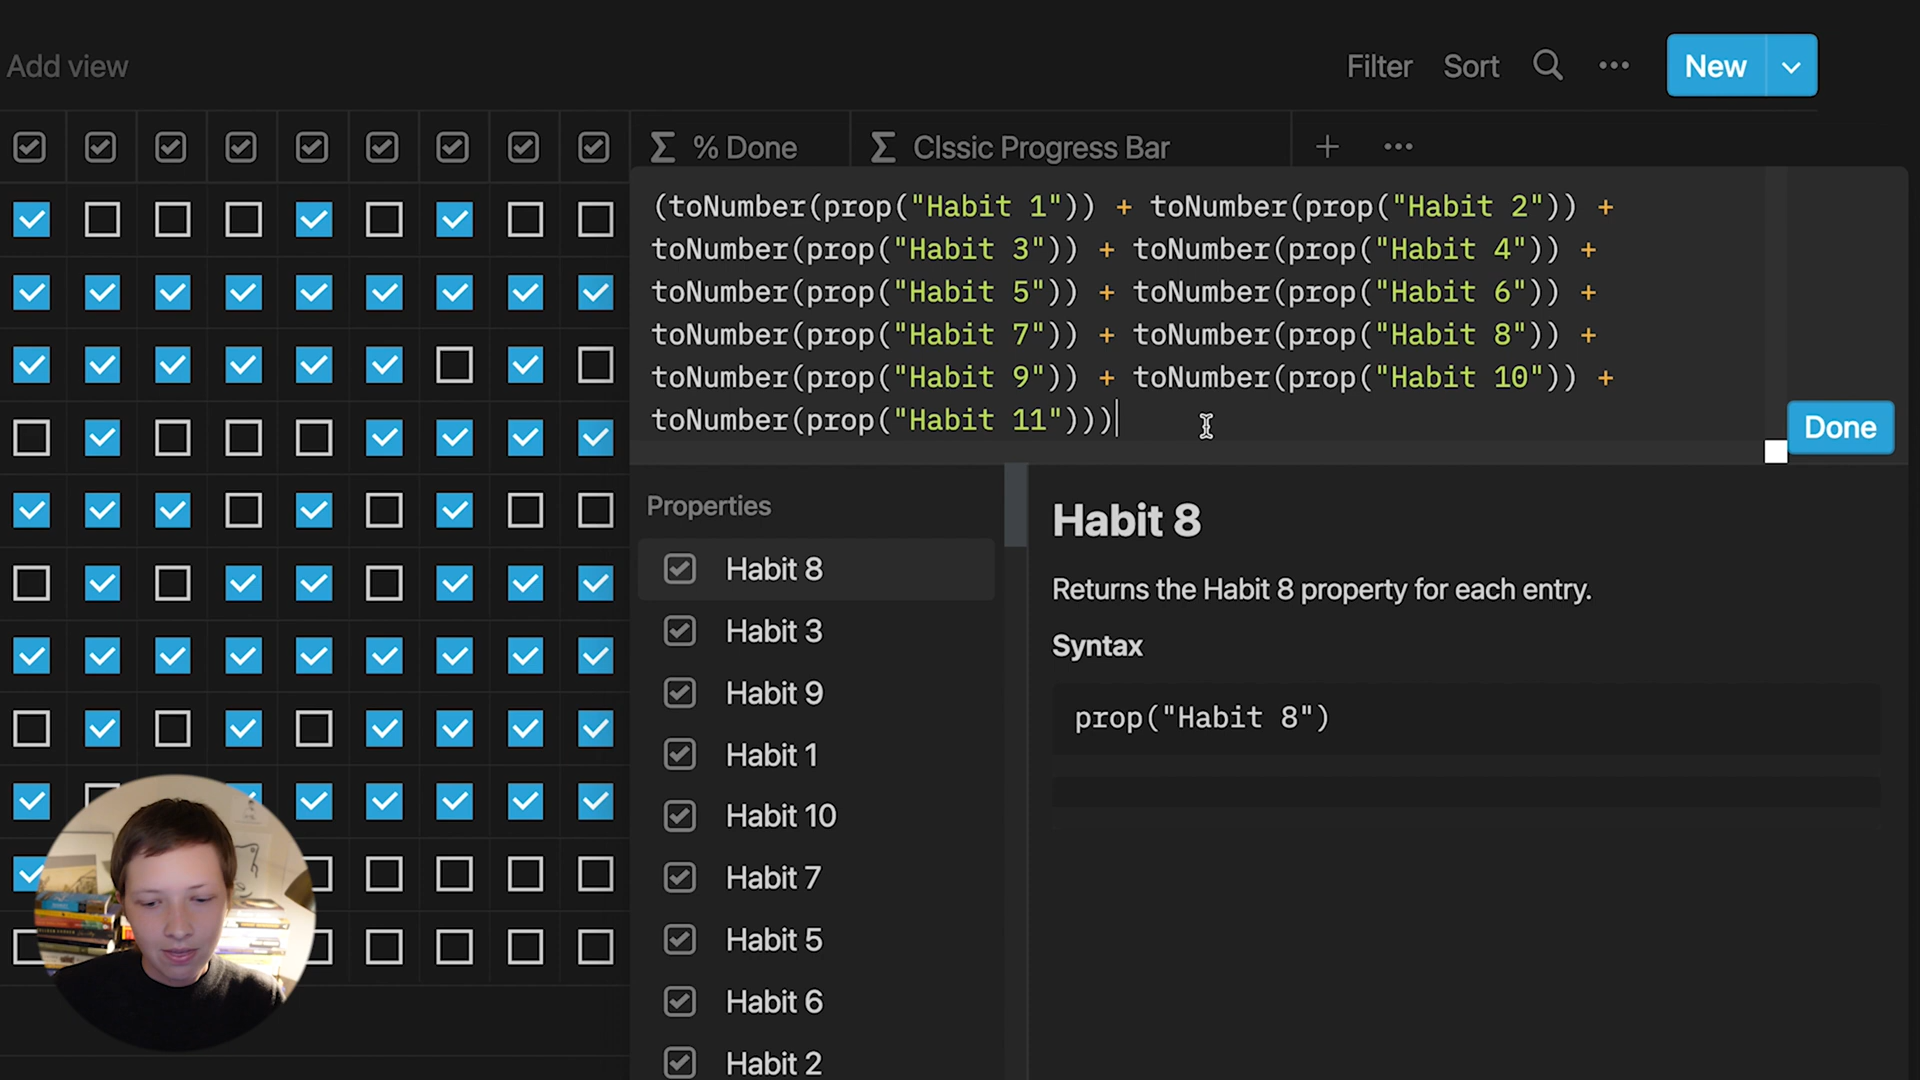 Add view
Filter Sort New
% Done Clssic Progress Bar
(toNumber(prop("Habit 1")) + toNumber(prop("Habit 2")) +
toNumber(prop("Habit 3")) + toNumber(prop("Habit 4")) +
toNumber(prop("Habit 5")) + toNumber(prop("Habit 6")) +
toNumber(prop("Habit 7")) + toNumber(prop("Habit 8")) +
toNumber(prop("Habit 9")) + toNumber(prop("Habit 10")) +
toNumber(prop("Habit 11")))
Done
Properties
Habit 8
Habit 3
Habit 9
Habit 1
Habit 10
Habit 7
Habit 5
Habit 6
Habit 2
Habit 8
Returns the Habit 8 property for each entry.
Syntax
prop("Habit 8")